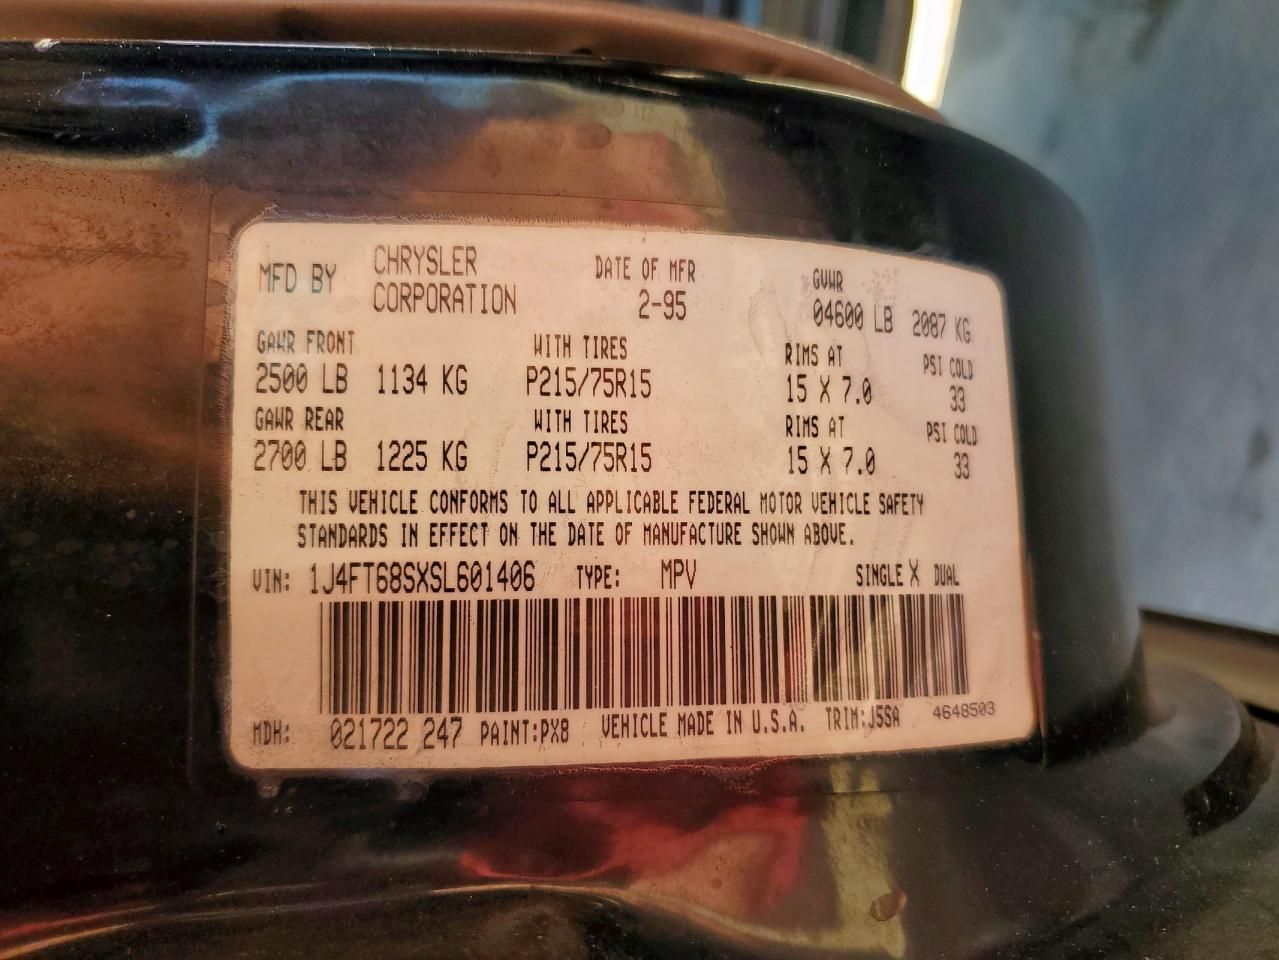 MFD BY CHRYSLER CORPORATION DATE OF MFR 2-95 GVWR 04600 LB 2087 KG
GAWR FRONT WITH TIRES RIMS AT PSI COLD
2500 LB 1134 KG P215/75R15 15 X 7.0 33
GAWR REAR WITH TIRES RIMS AT PSI COLD
2700 LB 1225 KG P215/75R15 15 X 7.0 33
THIS VEHICLE CONFORMS TO ALL APPLICABLE FEDERAL MOTOR VEHICLE SAFETY
STANDARDS IN EFFECT ON THE DATE OF MANUFACTURE SHOWN ABOVE.
VIN: 1J4FT68SXSL601406 TYPE: MPV SINGLE X DUAL
MDH: 021722 247 PAINT:PX8 VEHICLE MADE IN U.S.A. TRIM:J5SA 4648503